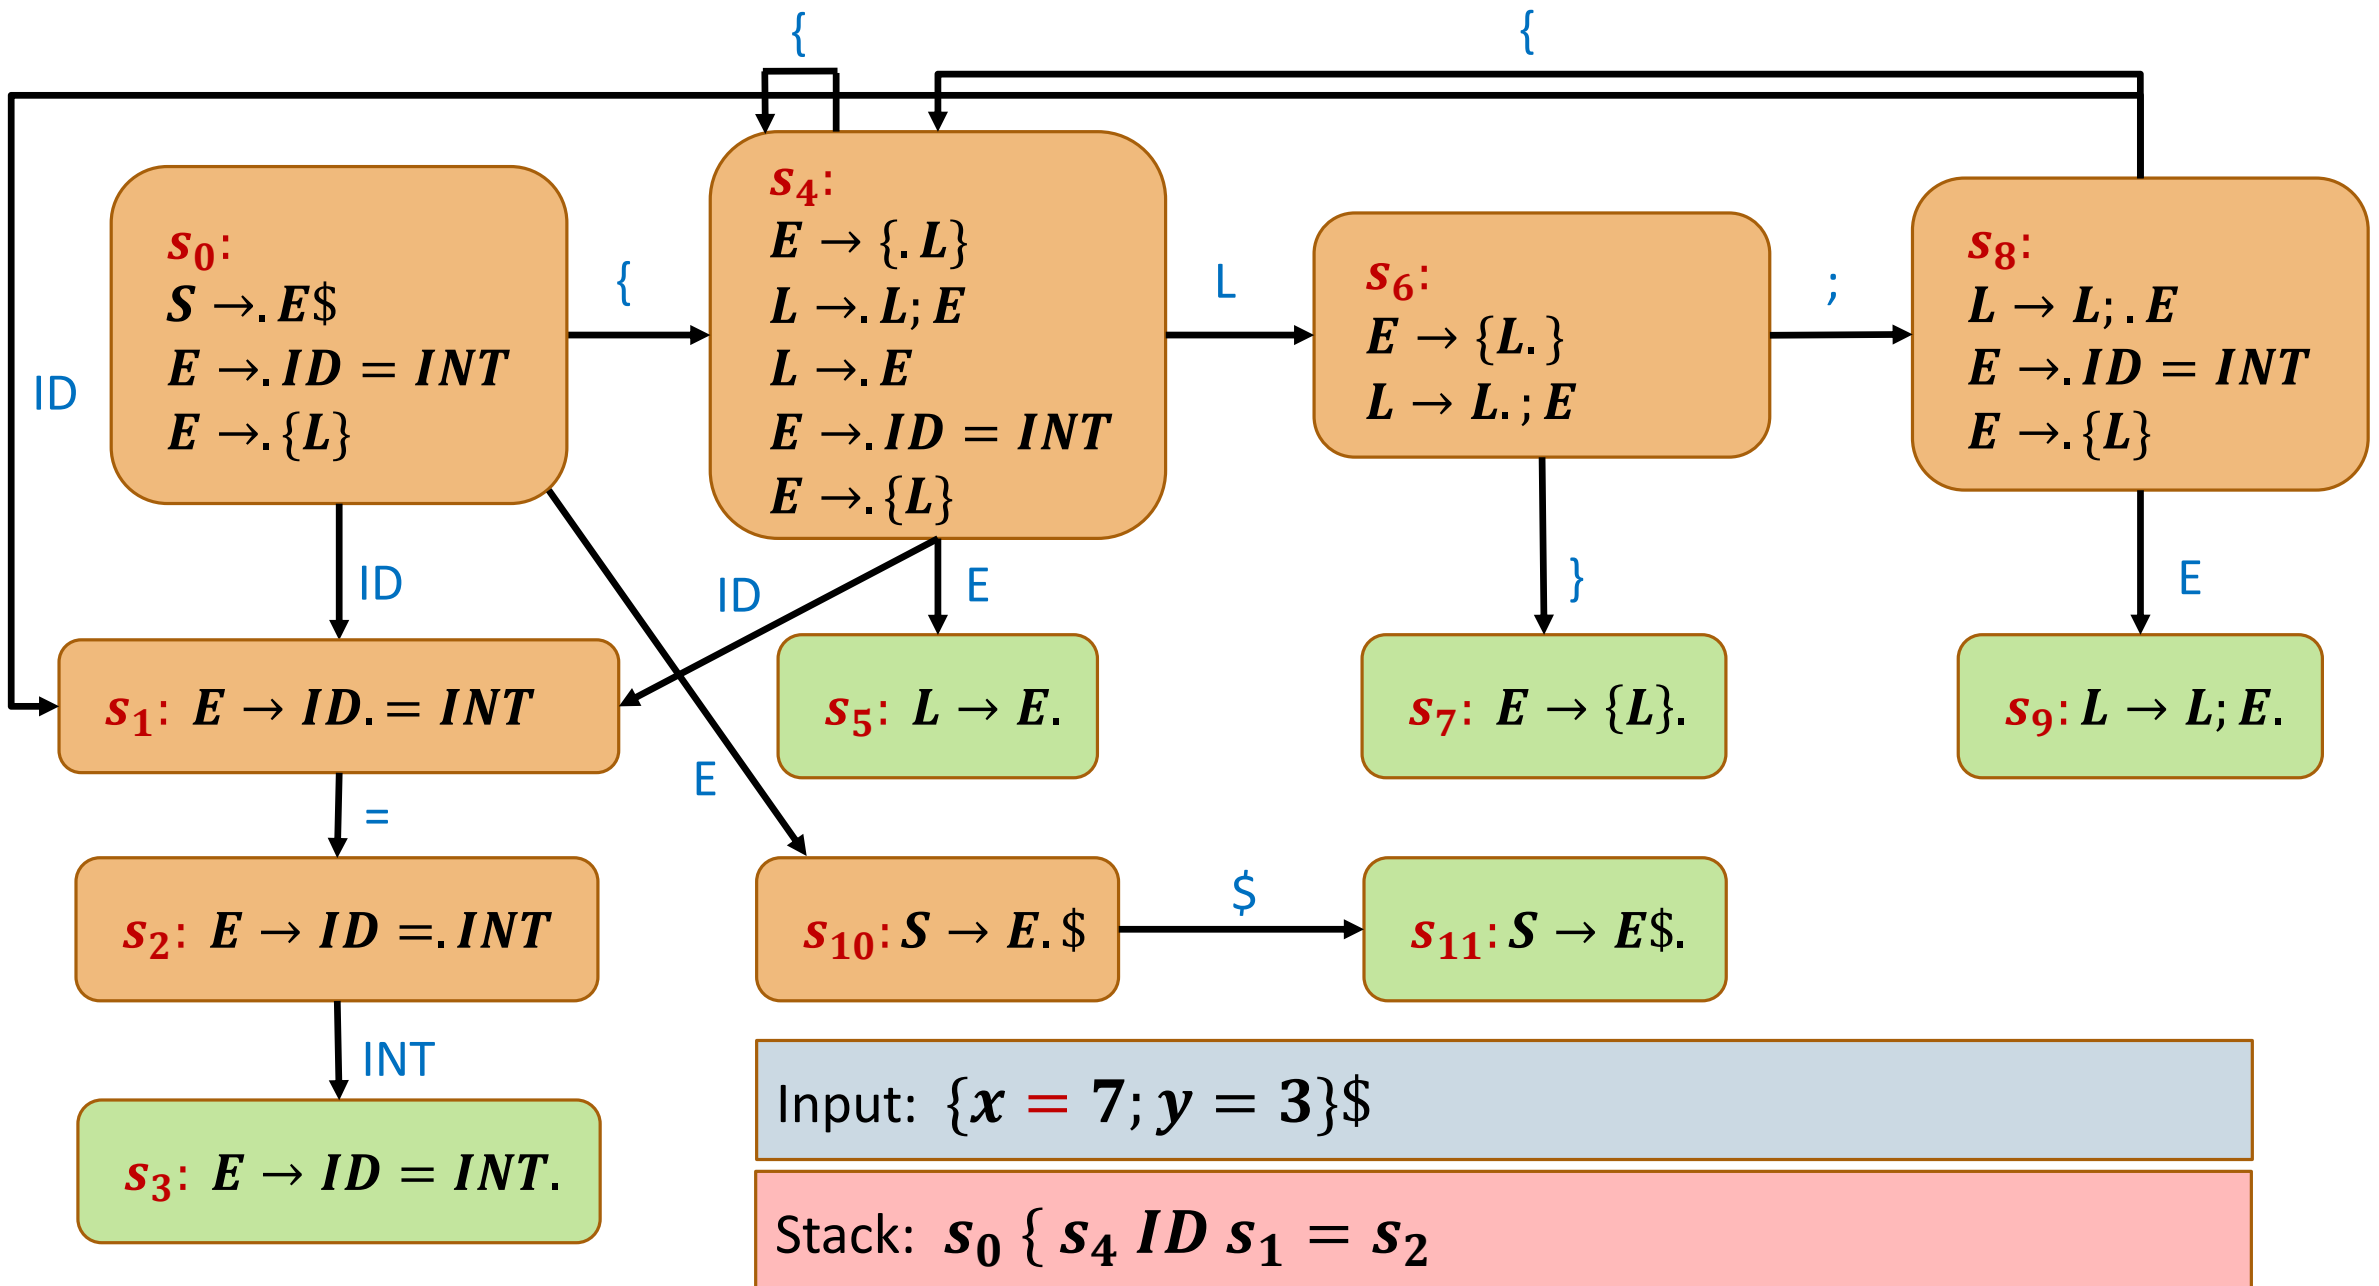 {
{
s₀:
S →. E$
E →. ID = INT
E →. {L}
{
s₄:
E → {. L}
L →. L; E
L →. E
E →. ID = INT
E →. {L}
L
s₆:
E → {L. }
L → L. ; E
;
s₈:
L → L; . E
E →. ID = INT
E →. {L}
ID
ID
ID
E
}
E
s₁: E → ID. = INT
s₅: L → E.
s₇: E → {L}.
s₉: L → L; E.
=
E
s₂: E → ID =. INT
s₁₀: S → E. $
$
s₁₁: S → E$.
INT
s₃: E → ID = INT.
Input: {x = 7; y = 3}$
Stack: s₀ { s₄ ID s₁ = s₂